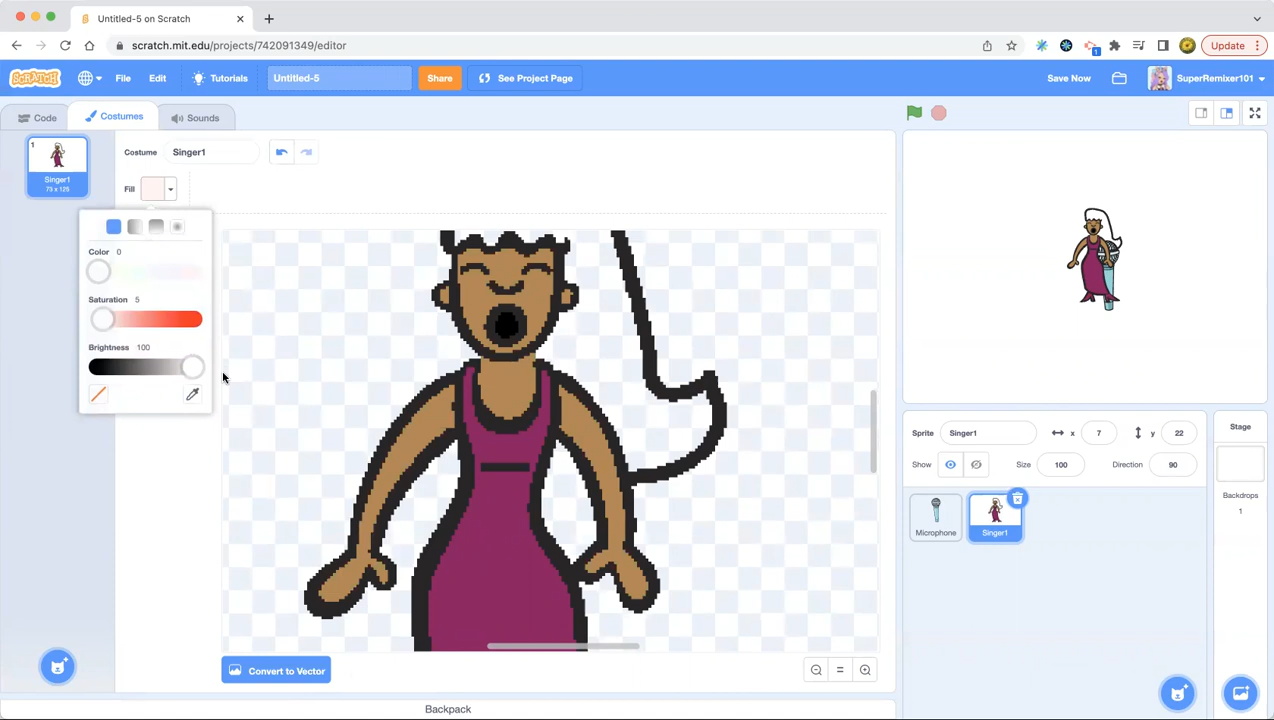 Untitled-5 on Scratch
scratch.mit.edu/projects/742091349/editor
1
Update
SCRATCH
File
Edit
Tutorials
Untitled-5
Share
See Project Page
Save Now
SuperRemixer101
Code
Costumes
Sounds
1
Singer1
73 x 125
Costume
Singer1
Fill
Color 0
Saturation 5
Brightness 100
Convert to Vector
Backpack
Sprite
Singer1
x
7
y
22
Show
Size
100
Direction
90
Microphone
Singer1
Stage
Backdrops
1